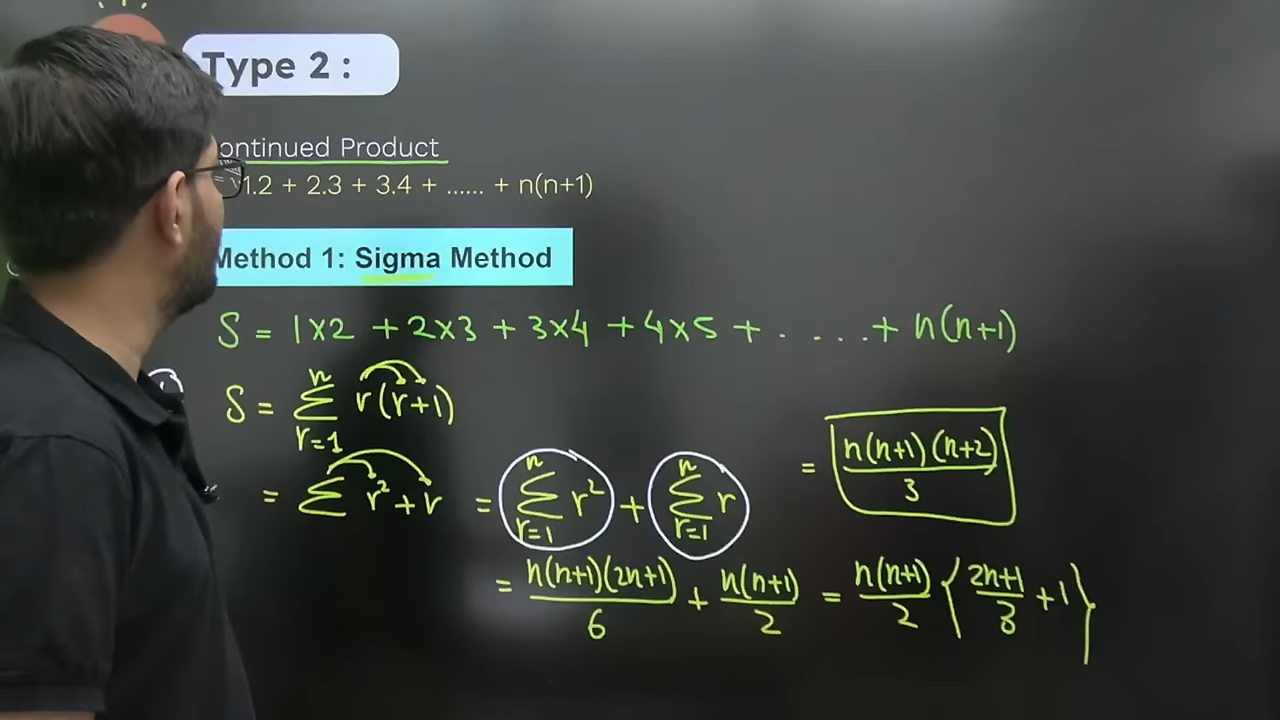 Type 2 :
ontinued Product
1.2 + 2.3 + 3.4 + ...... + n(n+1)
Method 1: Sigma Method
S = 1×2 + 2×3 + 3×4 + 4×5 + . . . . . + n(n+1)
S = n∑r=1 r(r+1)
= ∑ r² + r = n∑r=1 r² + n∑r=1 r = n(n+1)(n+2)/3
= n(n+1)(2n+1)/6 + n(n+1)/2 = n(n+1)/2 {2n+1/3 + 1}